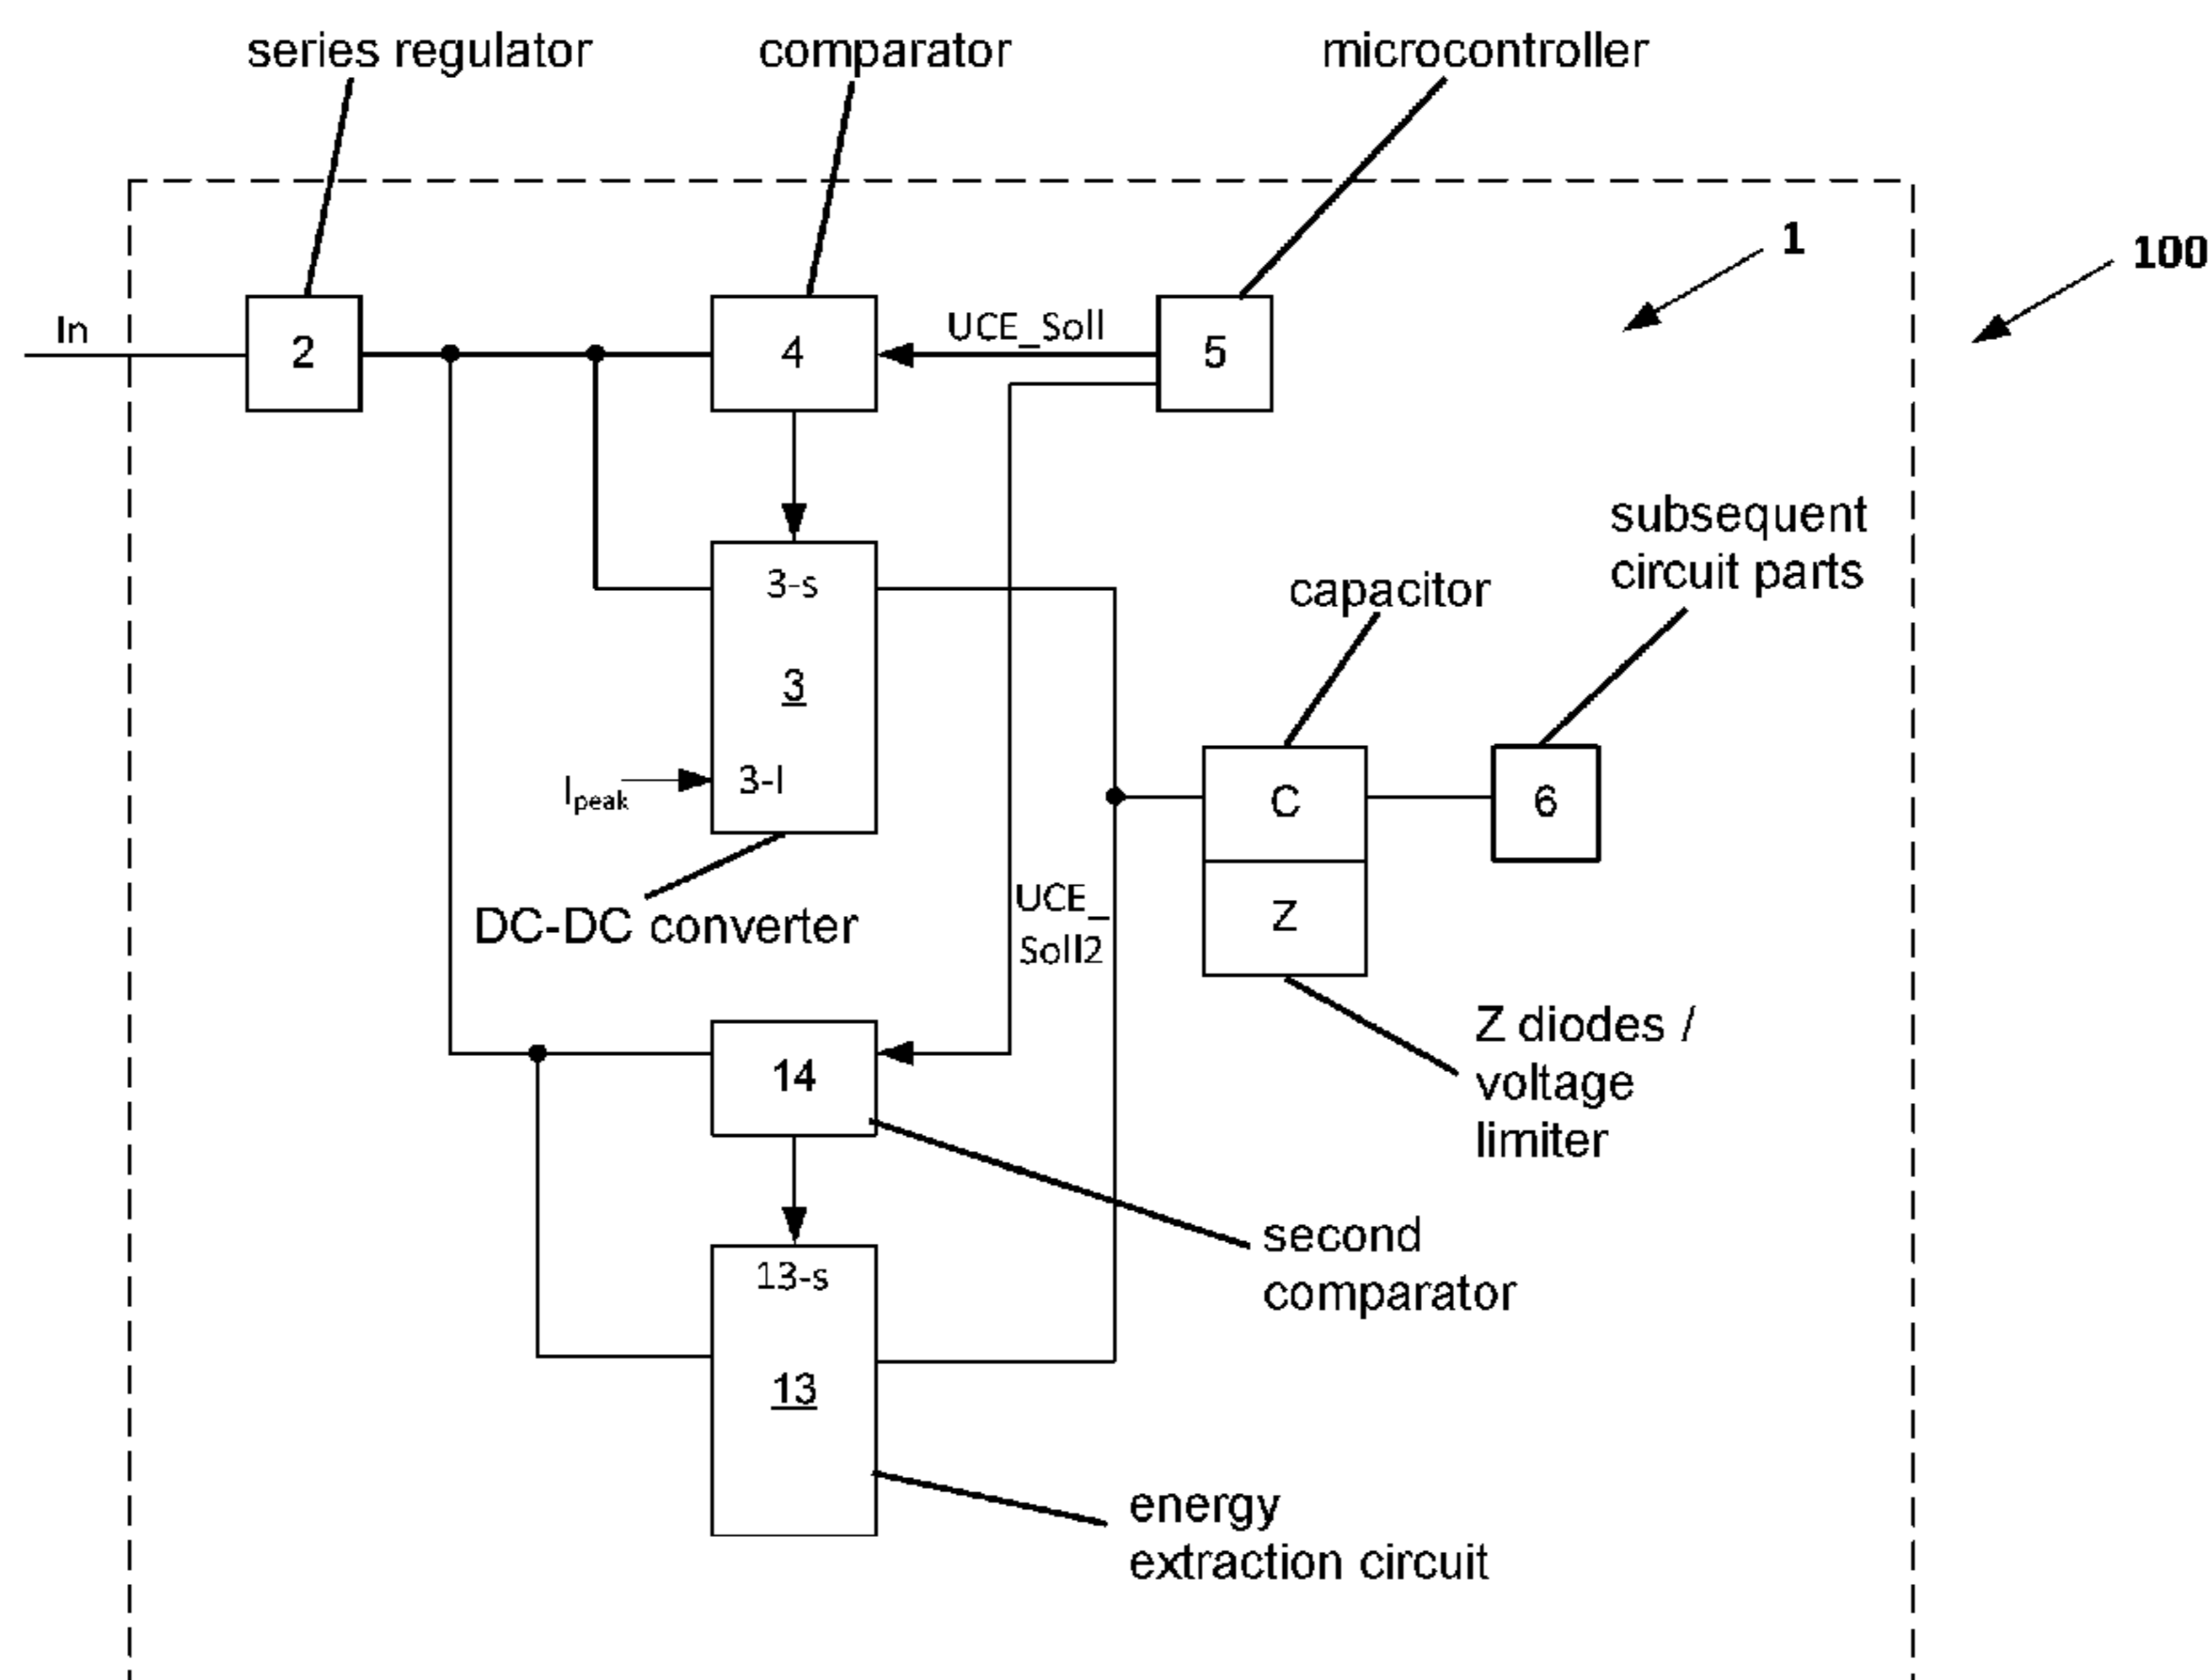 series regulator
comparator
microcontroller
1
100
In
2
4
UCE_Soll
5
3-s
3
3-I
I peak
DC-DC converter
subsequent
circuit parts
capacitor
C
6
Z
UCE_
Soll2
Z diodes /
voltage
limiter
14
second
comparator
13-s
13
energy
extraction circuit